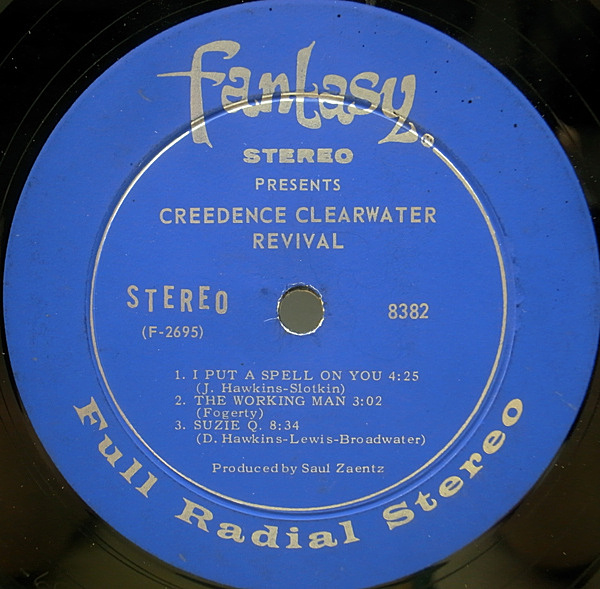 fantasy®
STEREO
PRESENTS
CREEDENCE CLEARWATER
REVIVAL
STEREO
8382
(F-2695)
1. I PUT A SPELL ON YOU 4:25
(J. Hawkins-Slotkin)
2. THE WORKING MAN 3:02
(Fogerty)
3. SUZIE Q. 8:34
(D. Hawkins-Lewis-Broadwater)
Produced by Saul Zaentz
Full Radial Stereo